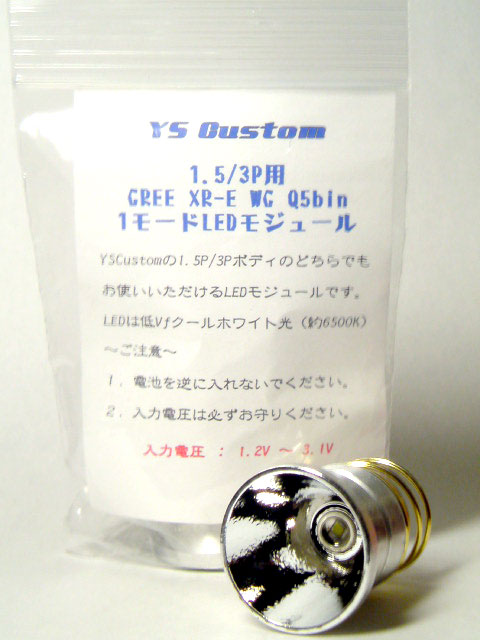 YS Custom
1.5/3P用
CREE XR-E WG Q5bin
1モードLEDモジュール
YSCustomの1.5P/3Pボディのどちらでも
お使いいただけるLEDモジュールです。
LEDは低Vfクールホワイト光（約6500K）
～ご注意～
1．電池を逆に入れないでください。
2．入力電圧は必ずお守りください。
入力電圧 : 1.2V ～ 3.1V